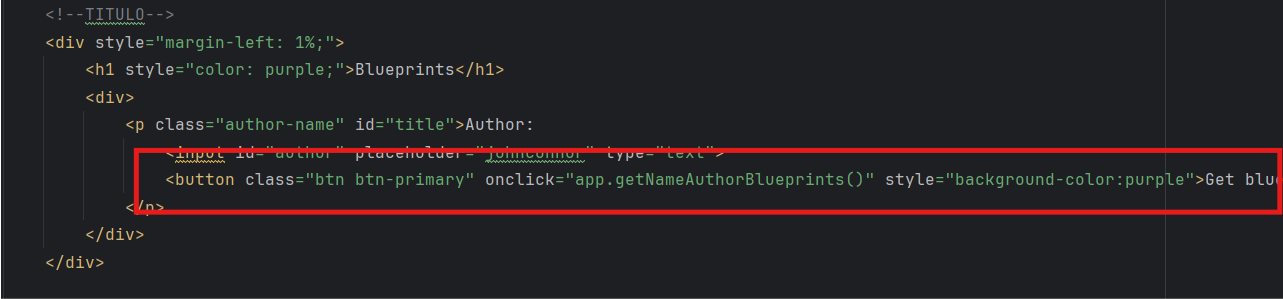 <!--TITULO-->
<div style="margin-left: 1%;">
<h1 style="color: purple;">Blueprints</h1>
<div>
<p class="author-name" id="title">Author:
<input id="author" placeholder="johnconnor" type="text">
<button class="btn btn-primary" onclick="app.getNameAuthorBlueprints()" style="background-color:purple">Get
</p>
</div>
</div>